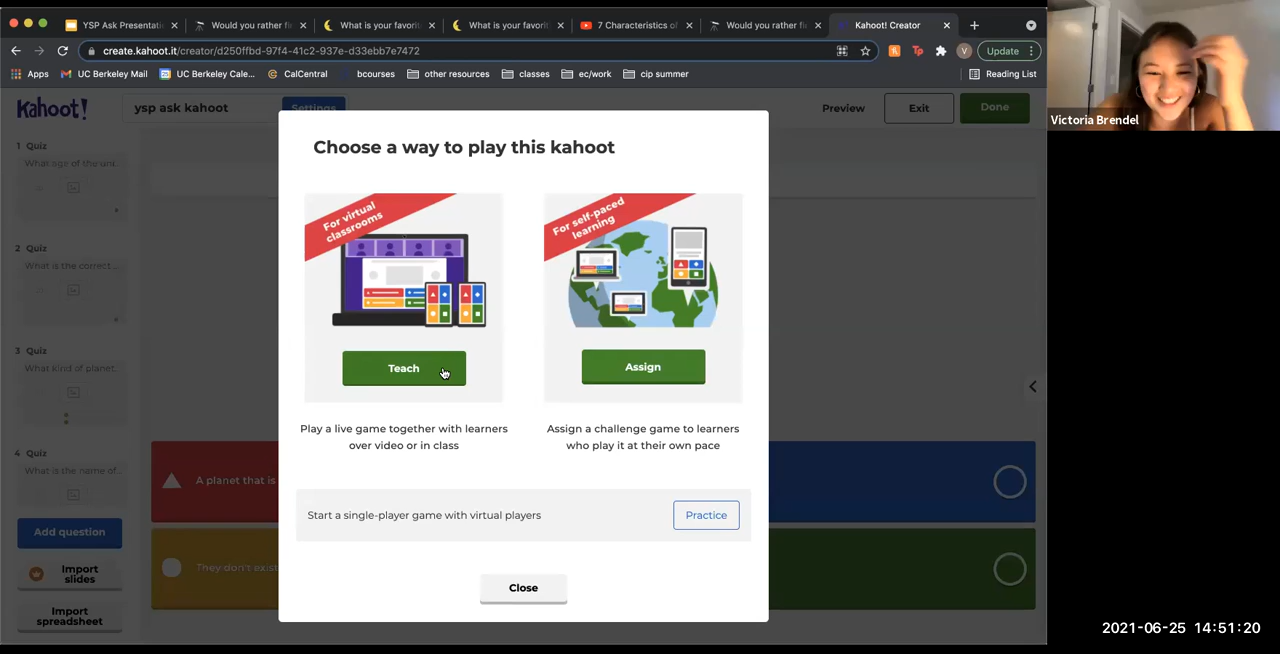 YSP Ask Presentati
Would you rather fi
What is your favorit
What is your favorit
7 Characteristics of
Would you rather fi
Kahoot! Creator
create.kahoot.it/creator/d250ffbd-97f4-41c2-937e-d33ebb7e7472
V
Update
Apps
UC Berkeley Mail
UC Berkeley Cale...
CalCentral
bcourses
other resources
classes
ec/work
cip summer
Reading List
Kahoot!
ysp ask kahoot
Settings
Preview
Exit
Done
1 Quiz
What age of the uni...
2 Quiz
What is the correct...
3 Quiz
What kind of planet...
4 Quiz
What is the name of...
Add question
Import
slides
Import
spreadsheet
A planet that is
They don't exist
Choose a way to play this kahoot
For virtual
classrooms
Teach
Play a live game together with learners
over video or in class
For self-paced
learning
Assign
Assign a challenge game to learners
who play it at their own pace
Start a single-player game with virtual players
Practice
Close
Victoria Brendel
2021-06-25 14:51:20